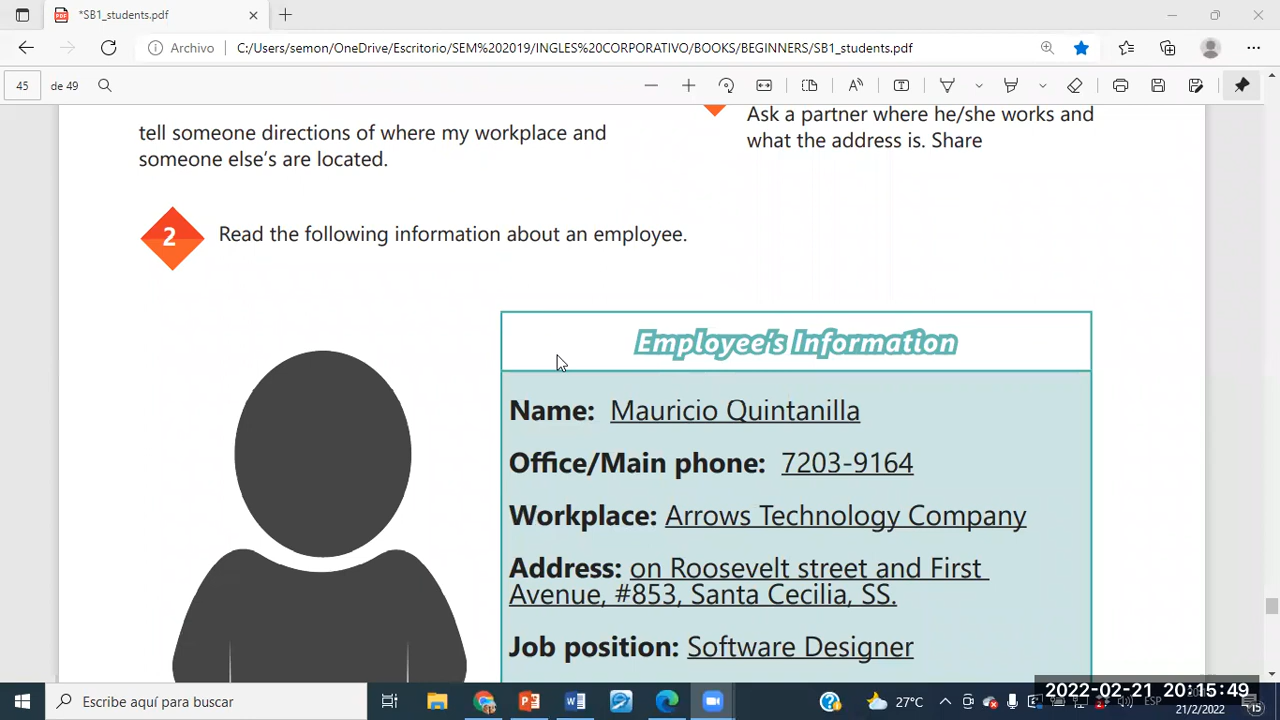 *SB1_students.pdf
Archivo
C:/Users/semon/OneDrive/Escritorio/SEM%202019/INGLES%20CORPORATIVO/BOOKS/BEGINNERS/SB1_students.pdf
45 de 49
tell someone directions of where my workplace and
someone else's are located.
Ask a partner where he/she works and
what the address is. Share
2
Read the following information about an employee.
Employee's Information
Name: Mauricio Quintanilla
Office/Main phone: 7203-9164
Workplace: Arrows Technology Company
Address: on Roosevelt street and First
Avenue, #853, Santa Cecilia, SS.
Job position: Software Designer
Escribe aquí para buscar
27°C
ESP
2022-02-21 20:15:49
21/2/2022